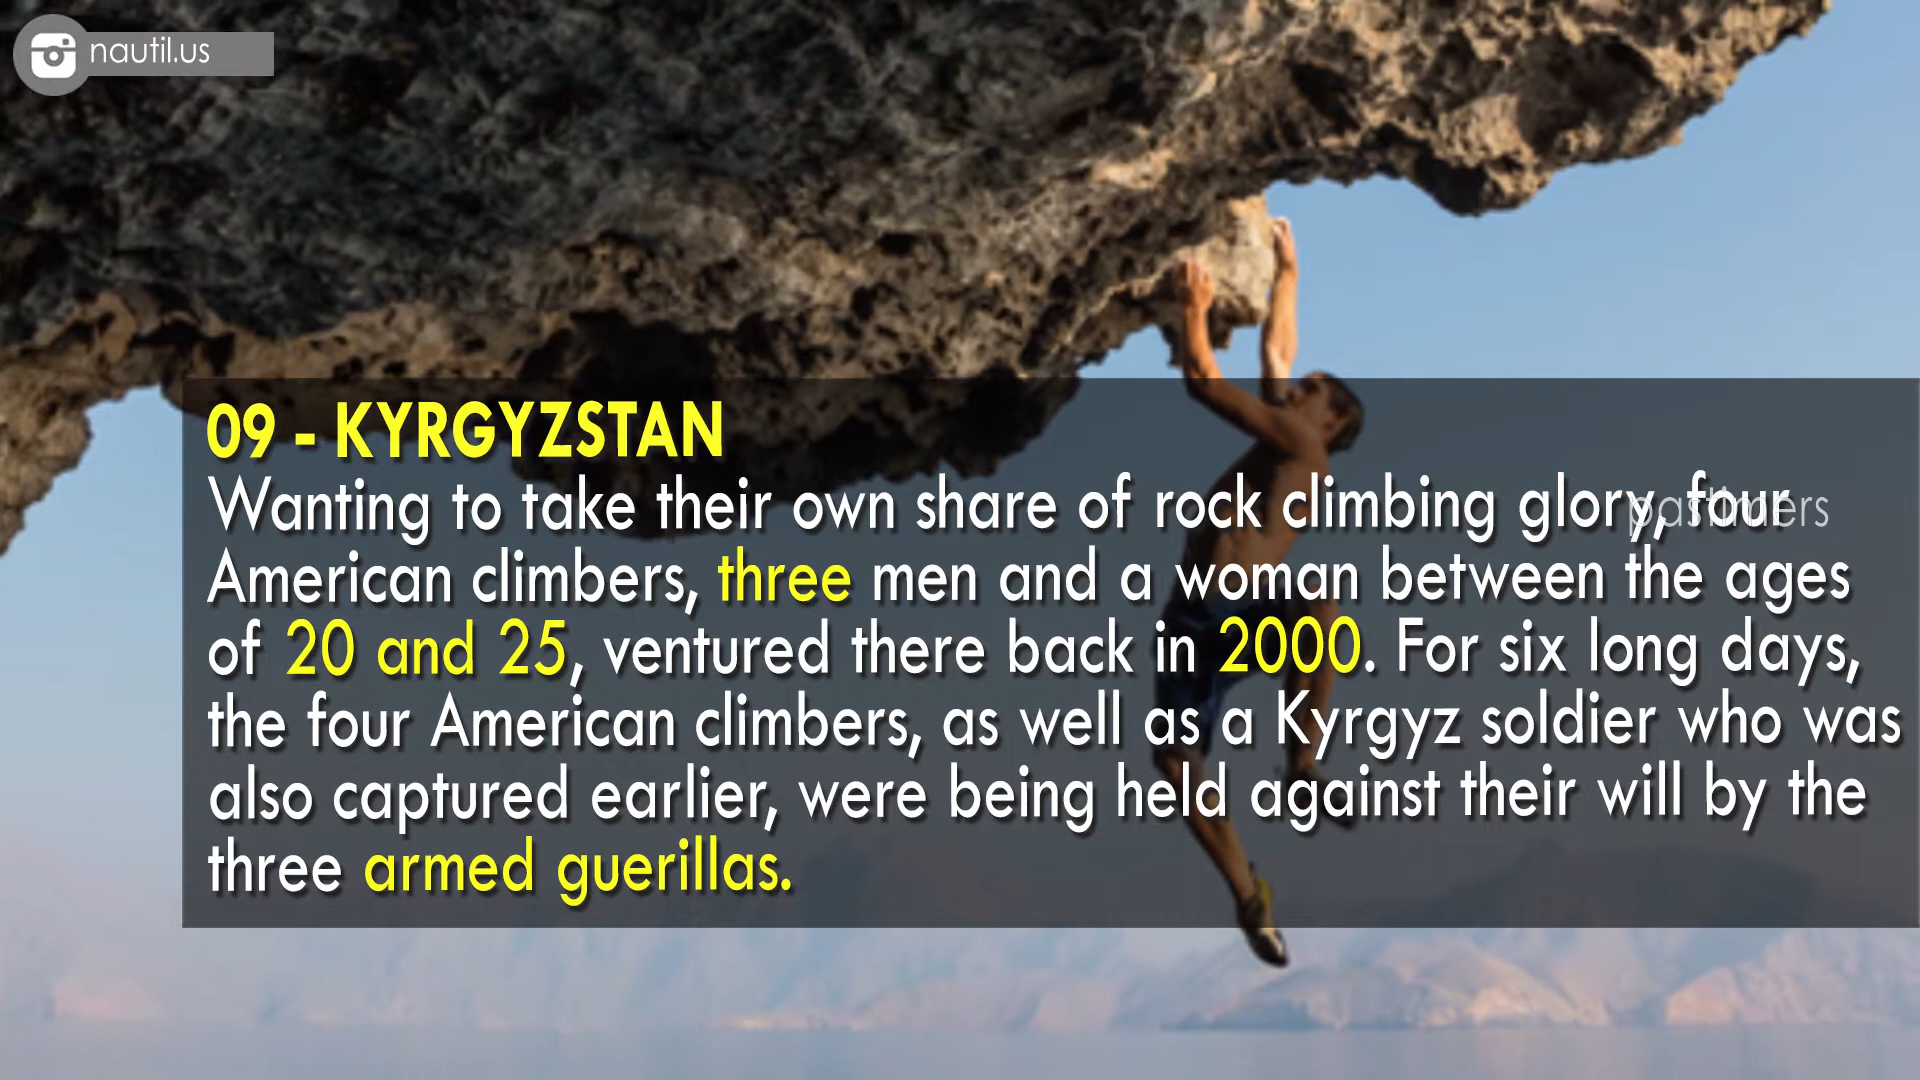 nautil.us
09 - KYRGYZSTAN
Wanting to take their own share of rock climbing glory, four
pastimers
American climbers, three men and a woman between the ages
of 20 and 25, ventured there back in 2000. For six long days,
the four American climbers, as well as a Kyrgyz soldier who was
also captured earlier, were being held against their will by the
three armed guerillas.